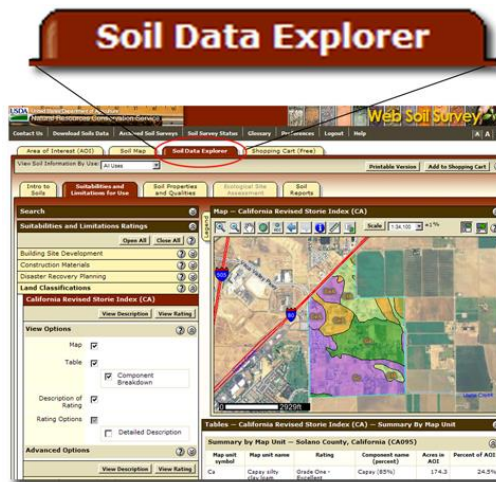 Soil Data Explorer
USDA United States Department of Agriculture
Natural Resources Conservation Service
Web Soil Survey
Contact Us Download Soils Data Archived Soil Surveys Soil Survey Status Glossary Preferences Logout Help A A
Area of Interest (AOI) Soil Map Soil Data Explorer Shopping Cart (Free)
View Soil Information By Use: All Uses Printable Version Add to Shopping Cart
Intro to Soils Suitabilities and Limitations for Use Soil Properties and Qualities Ecological Site Assessment Soil Reports
Search
Suitabilities and Limitations Ratings
Open All Close All
Building Site Development
Construction Materials
Disaster Recovery Planning
Land Classifications
California Revised Storie Index (CA)
View Description View Rating
View Options
Map
Table
Component Breakdown
Description of Rating
Rating Options
Detailed Description
Advanced Options
View Description View Rating
Legend
Map — California Revised Storie Index (CA)
Scale
505
80
0 2929ft
Tables — California Revised Storie Index (CA) — Summary By Map Unit
Summary by Map Unit — Solano County, California (CA095)
Map unit symbol Map unit name Rating Component name (percent) Acres in AOI Percent of AOI
Ca Capay silty clay loam Grade One - Excellent Capay (85%) 174.3 24.5%